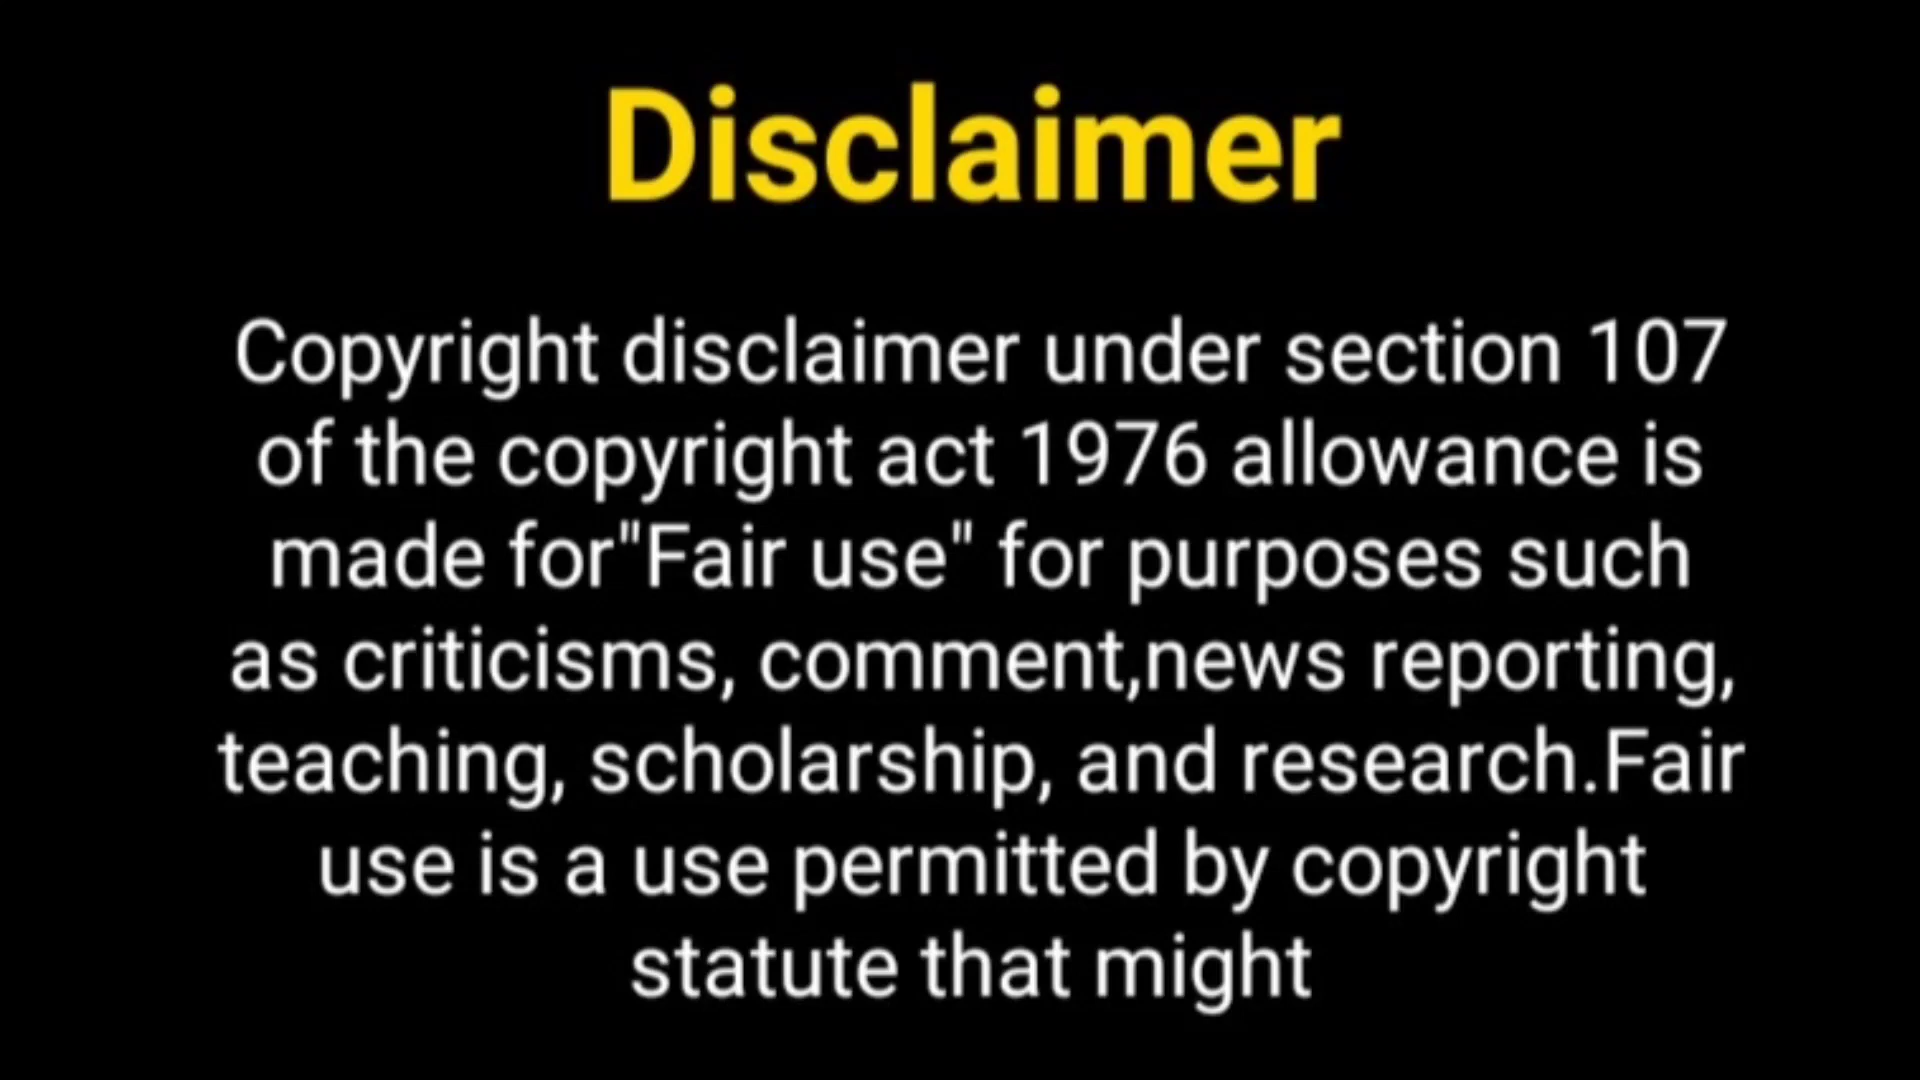 Disclaimer
Copyright disclaimer under section 107
of the copyright act 1976 allowance is
made for"Fair use" for purposes such
as criticisms, comment,news reporting,
teaching, scholarship, and research.Fair
use is a use permitted by copyright
statute that might